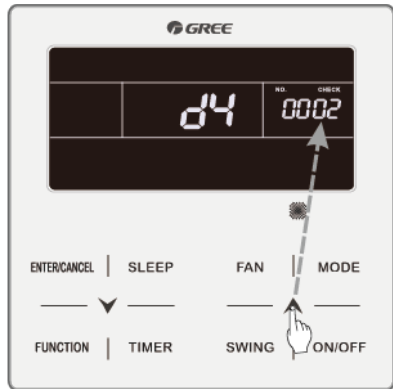 GREE
NO. CHECK
d4 0002
ENTER/CANCEL SLEEP FAN MODE
FUNCTION TIMER SWING ON/OFF